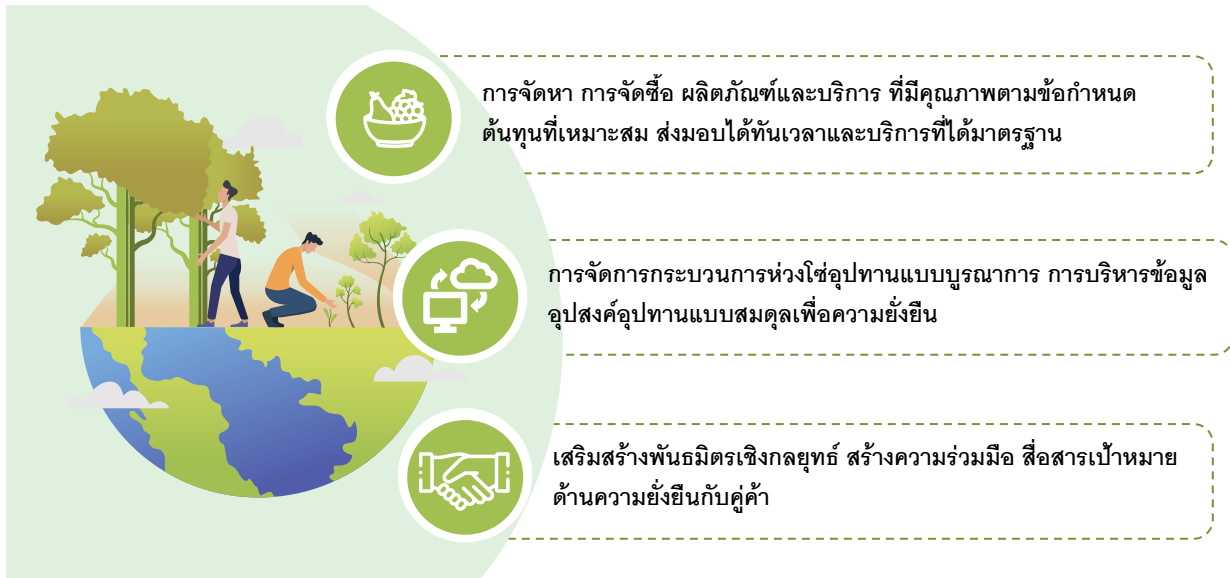 การจัดหา การจัดซื้อ ผลิตภัณฑ์และบริการ ที่มีคุณภาพตามข้อกำหนด
ต้นทุนที่เหมาะสม ส่งมอบได้ทันเวลาและบริการที่ได้มาตรฐาน
การจัดการกระบวนการห่วงโซ่อุปทานแบบบูรณาการ การบริหารข้อมูล
อุปสงค์อุปทานแบบสมดุลเพื่อความยั่งยืน
เสริมสร้างพันธมิตรเชิงกลยุทธ์ สร้างความร่วมมือ สื่อสารเป้าหมาย
ด้านความยั่งยืนกับคู่ค้า